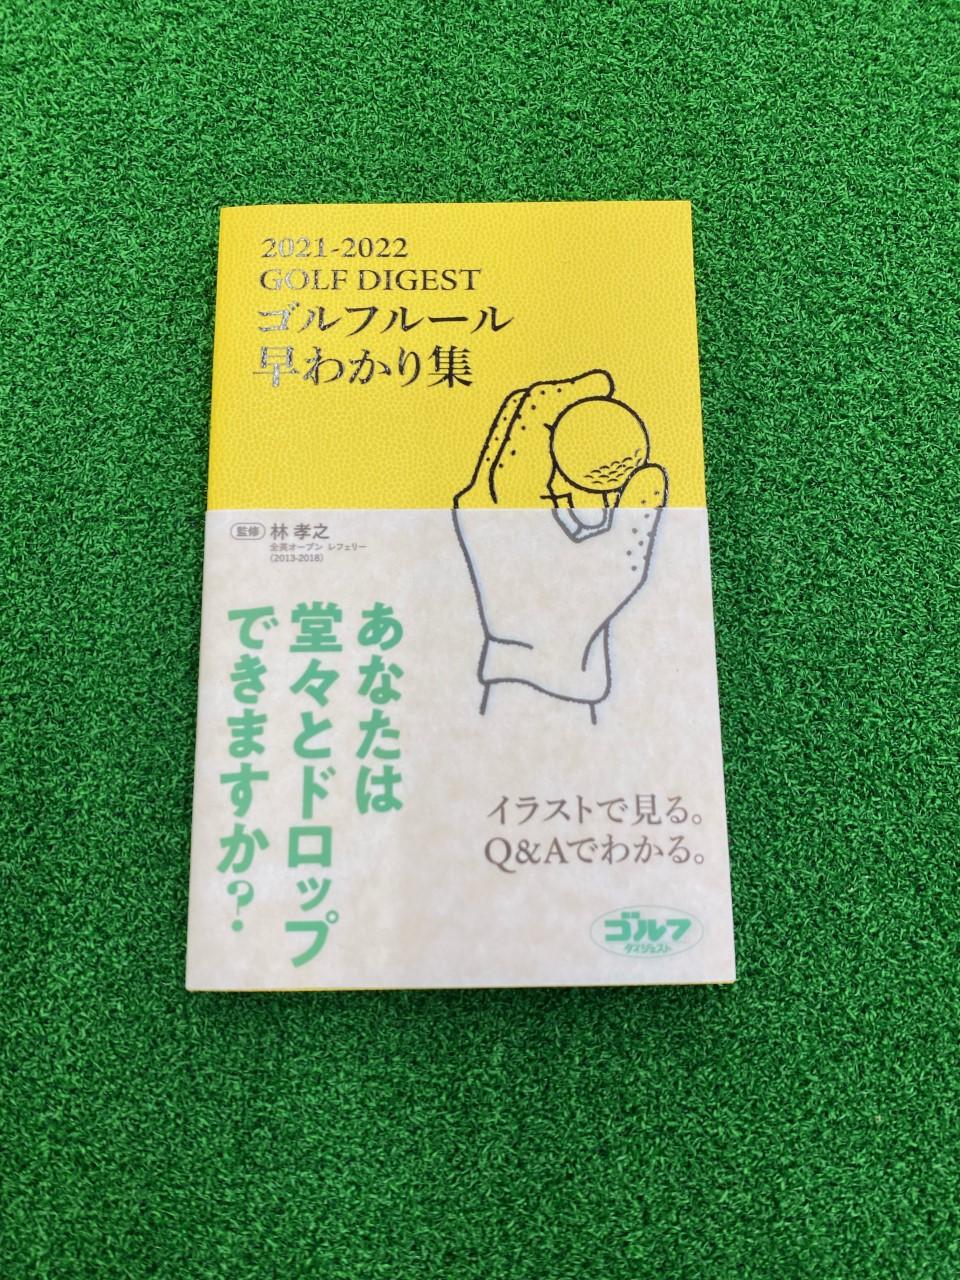 2021-2022
GOLF DIGEST
ゴルフルール
早わかり集
監修 林 孝之
全英オープン レフェリー
(2013-2018)
あなたは
堂々とドロップ
できますか?
イラストで見る。
Q&Aでわかる。
ゴルフ
ダイジェスト